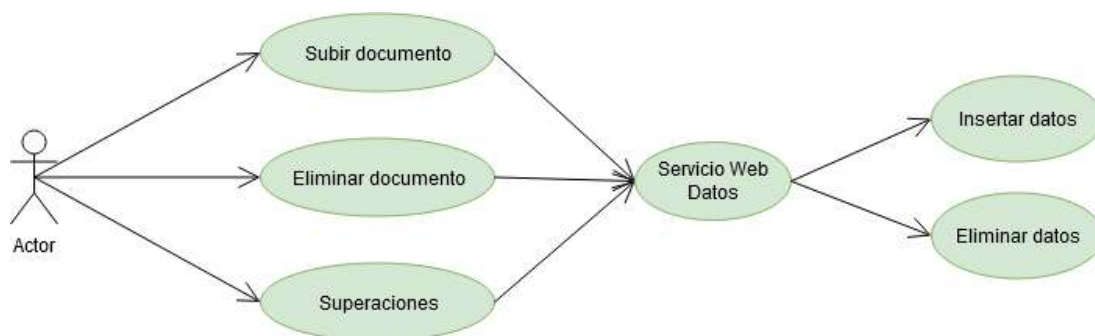 Subir documento
Eliminar documento
Superaciones
Actor
Servicio Web
Datos
Insertar datos
Eliminar datos